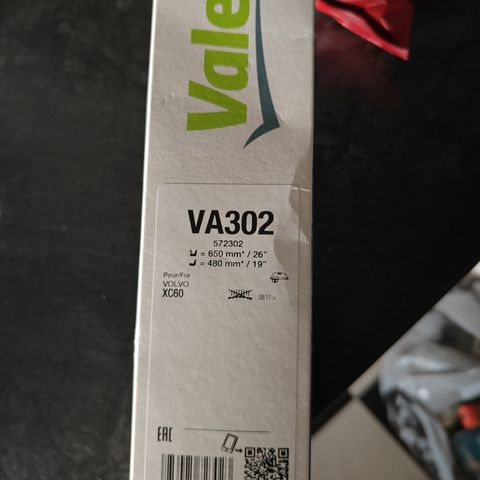 Vale
VA302
572302
= 650 mm* / 26"
= 480 mm* / 19"
Pour/For
VOLVO
XC60
08/17 >
EAC